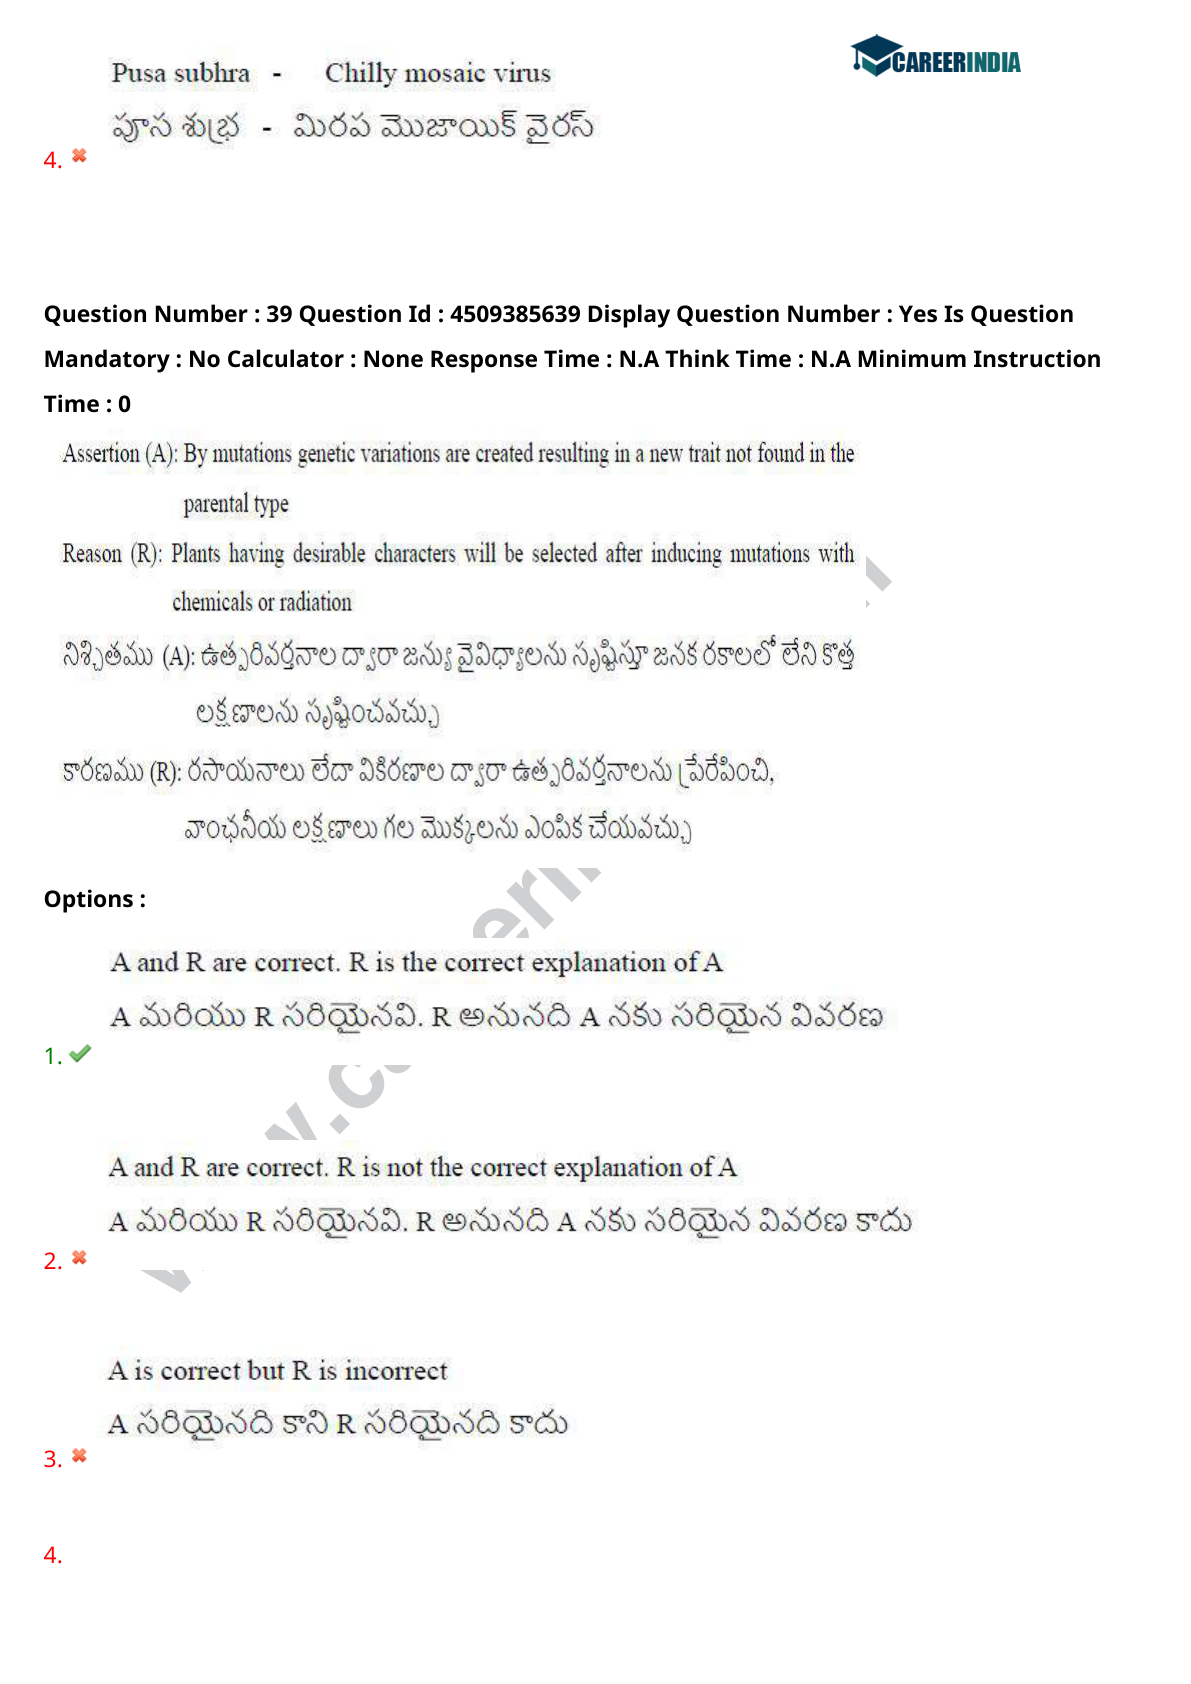 CAREERINDIA
Pusa subhra - Chilly mosaic virus
పూస శుభ్ర - మిరప మొజాయిక్ వైరస్
4.
Question Number : 39 Question Id : 4509385639 Display Question Number : Yes Is Question
Mandatory : No Calculator : None Response Time : N.A Think Time : N.A Minimum Instruction
Time : 0
Assertion (A): By mutations genetic variations are created resulting in a new trait not found in the
parental type
Reason (R): Plants having desirable characters will be selected after inducing mutations with
chemicals or radiation
నిశ్చితము (A): ఉత్పరివర్తనాల ద్వారా జన్యు వైవిధ్యాలను సృష్టిస్తూ జనక రకాలలో లేని కొత్త
లక్షణాలను సృష్టించవచ్చు
కారణము (R): రసాయనాలు లేదా వికిరణాల ద్వారా ఉత్పరివర్తనాలను ప్రేరేపించి,
వాంఛనీయ లక్షణాలు గల మొక్కలను ఎంపిక చేయవచ్చు
Options :
A and R are correct. R is the correct explanation of A
A మరియు R సరియైనవి. R అనునది A నకు సరియైన వివరణ
1.
A and R are correct. R is not the correct explanation of A
A మరియు R సరియైనవి. R అనునది A నకు సరియైన వివరణ కాదు
2.
A is correct but R is incorrect
A సరియైనది కాని R సరియైనది కాదు
3.
4.